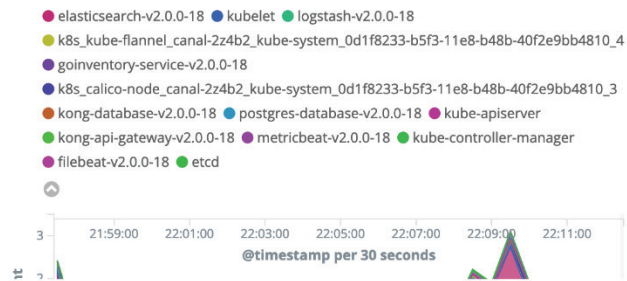 elasticsearch-v2.0.0-18 kubelet logstash-v2.0.0-18
k8s_kube-flannel_canal-2z4b2_kube-system_0d1f8233-b5f3-11e8-b48b-40f2e9bb4810_4
goinventory-service-v2.0.0-18
k8s_calico-node_canal-2z4b2_kube-system_0d1f8233-b5f3-11e8-b48b-40f2e9bb4810_3
kong-database-v2.0.0-18 postgres-database-v2.0.0-18 kube-apiserver
kong-api-gateway-v2.0.0-18 metricbeat-v2.0.0-18 kube-controller-manager
filebeat-v2.0.0-18 etcd
3 21:59:00 22:01:00 22:03:00 22:05:00 22:07:00 22:09:00 22:11:00
@timestamp per 30 seconds
2